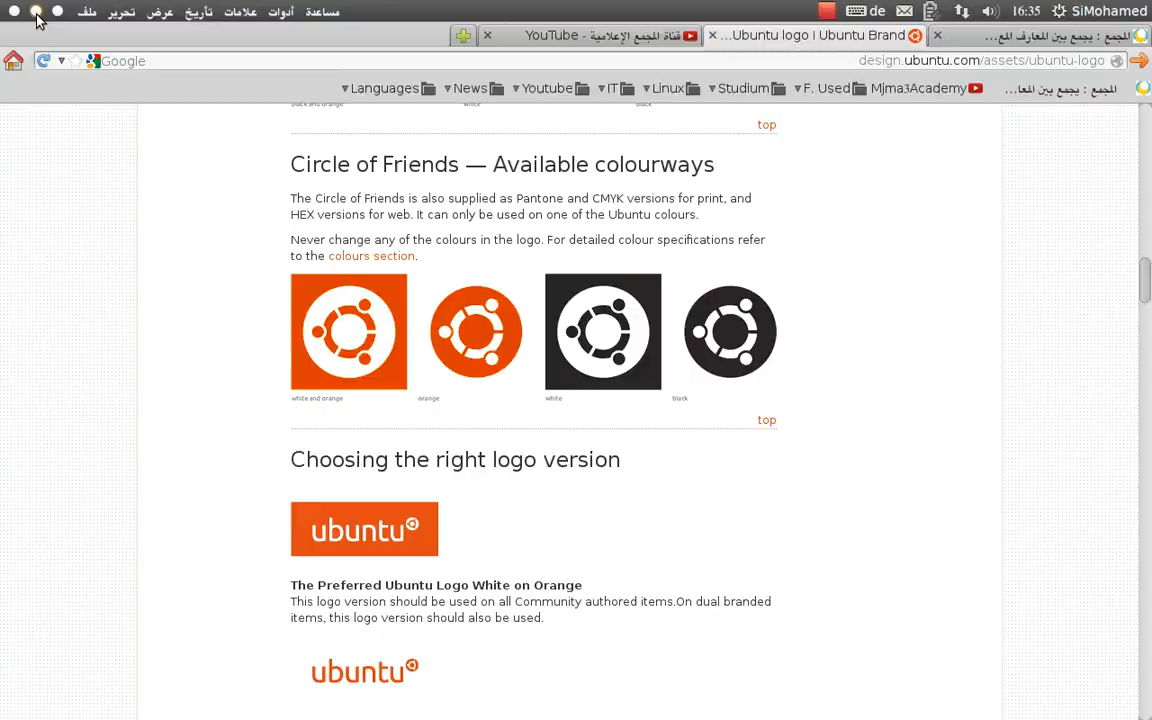 ملف تحرير عرض تأريخ علامات أدوات مساعدة
de 16:35 SiMohamed
المجمع : يجمع بين المعارف المع...
...Ubuntu logo | Ubuntu Brand
قناة المجمع الإعلامية - YouTube
Google
design.ubuntu.com/assets/ubuntu-logo
المجمع : يجمع بين المعا... Mjma3Academy F. Used Studium Linux IT Youtube News Languages
black and orange white black
top
Circle of Friends — Available colourways
The Circle of Friends is also supplied as Pantone and CMYK versions for print, and
HEX versions for web. It can only be used on one of the Ubuntu colours.
Never change any of the colours in the logo. For detailed colour specifications refer
to the colours section.
white and orange orange white black
top
Choosing the right logo version
ubuntu
The Preferred Ubuntu Logo White on Orange
This logo version should be used on all Community authored items.On dual branded
items, this logo version should also be used.
ubuntu